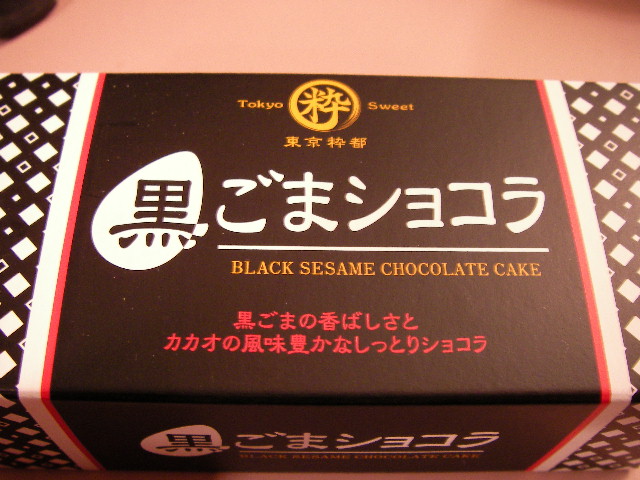 Tokyo 粋 Sweet
東京粋都
黒ごまショコラ
BLACK SESAME CHOCOLATE CAKE
黒ごまの香ばしさと
カカオの風味豊かなしっとりショコラ
黒ごまショコラ
BLACK SESAME CHOCOLATE CAKE